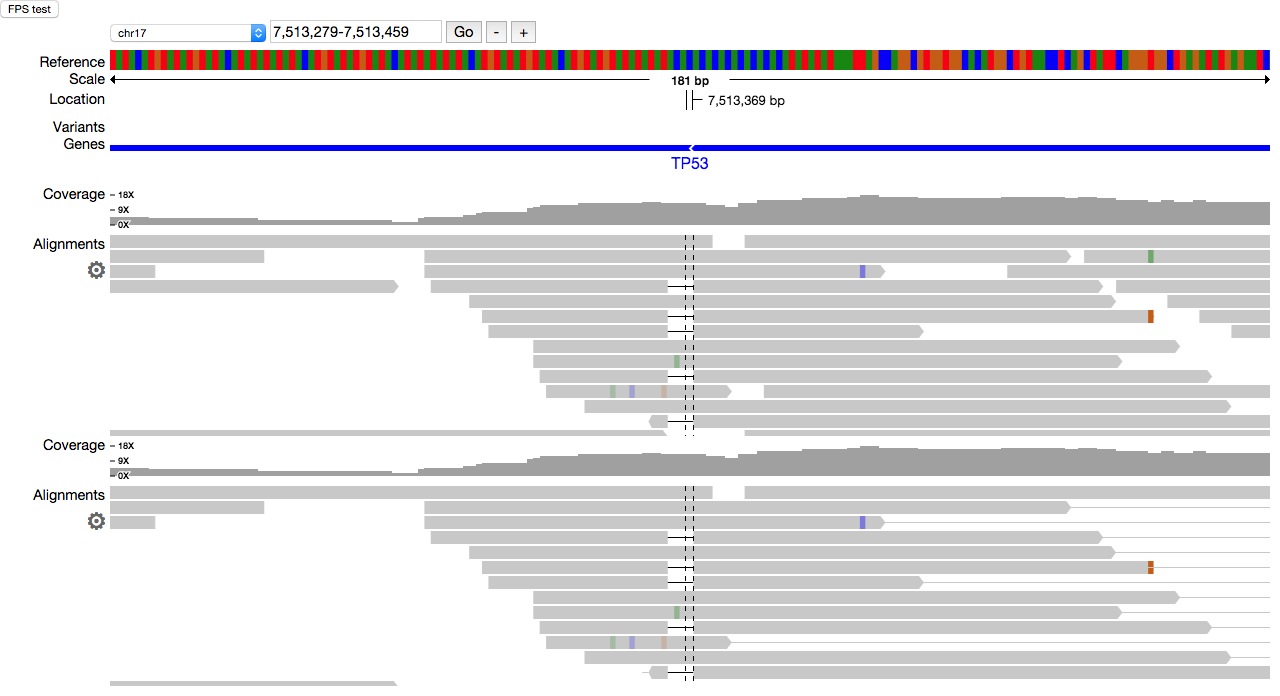 FPS test
chr17 7,513,279-7,513,459 Go - +
Reference
Scale 181 bp
Location 7,513,369 bp
Variants
Genes
TP53
Coverage 18X
9X
0X
Alignments
Coverage 18X
9X
0X
Alignments